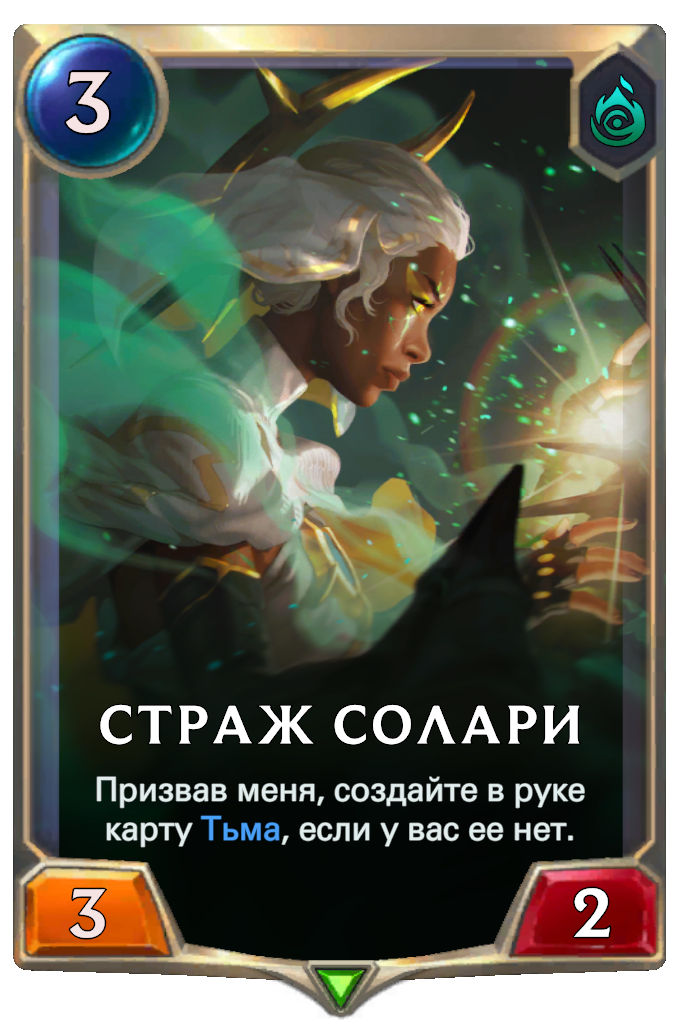 3
СТРАЖ СОЛАРИ
Призвав меня, создайте в руке
карту Тьма, если у вас ее нет.
3
2